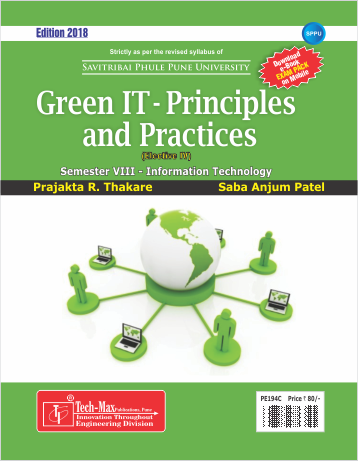 Edition 2018
SPPU
Strictly as per the revised syllabus of
SAVITRIBAI PHULE PUNE UNIVERSITY
Download
e-Book
EXAM PACK
on Mobile
Green IT - Principles
and Practices
(Elective IV)
Semester VIII - Information Technology
Prajakta R. Thakare Saba Anjum Patel
Tech-Max Publications, Pune
Innovation Throughout
Engineering Division
PE194C Price ₹ 80/-